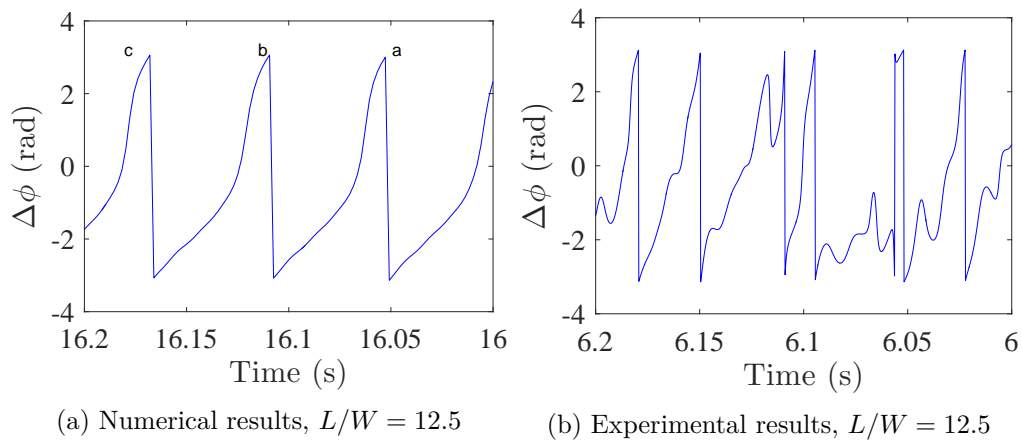 4
2
0
-2
-4
Δϕ (rad)
c
b
a
16.2
16.15
16.1
16.05
16
Time (s)
(a) Numerical results, L/W = 12.5
4
2
0
-2
-4
Δϕ (rad)
6.2
6.15
6.1
6.05
6
Time (s)
(b) Experimental results, L/W = 12.5